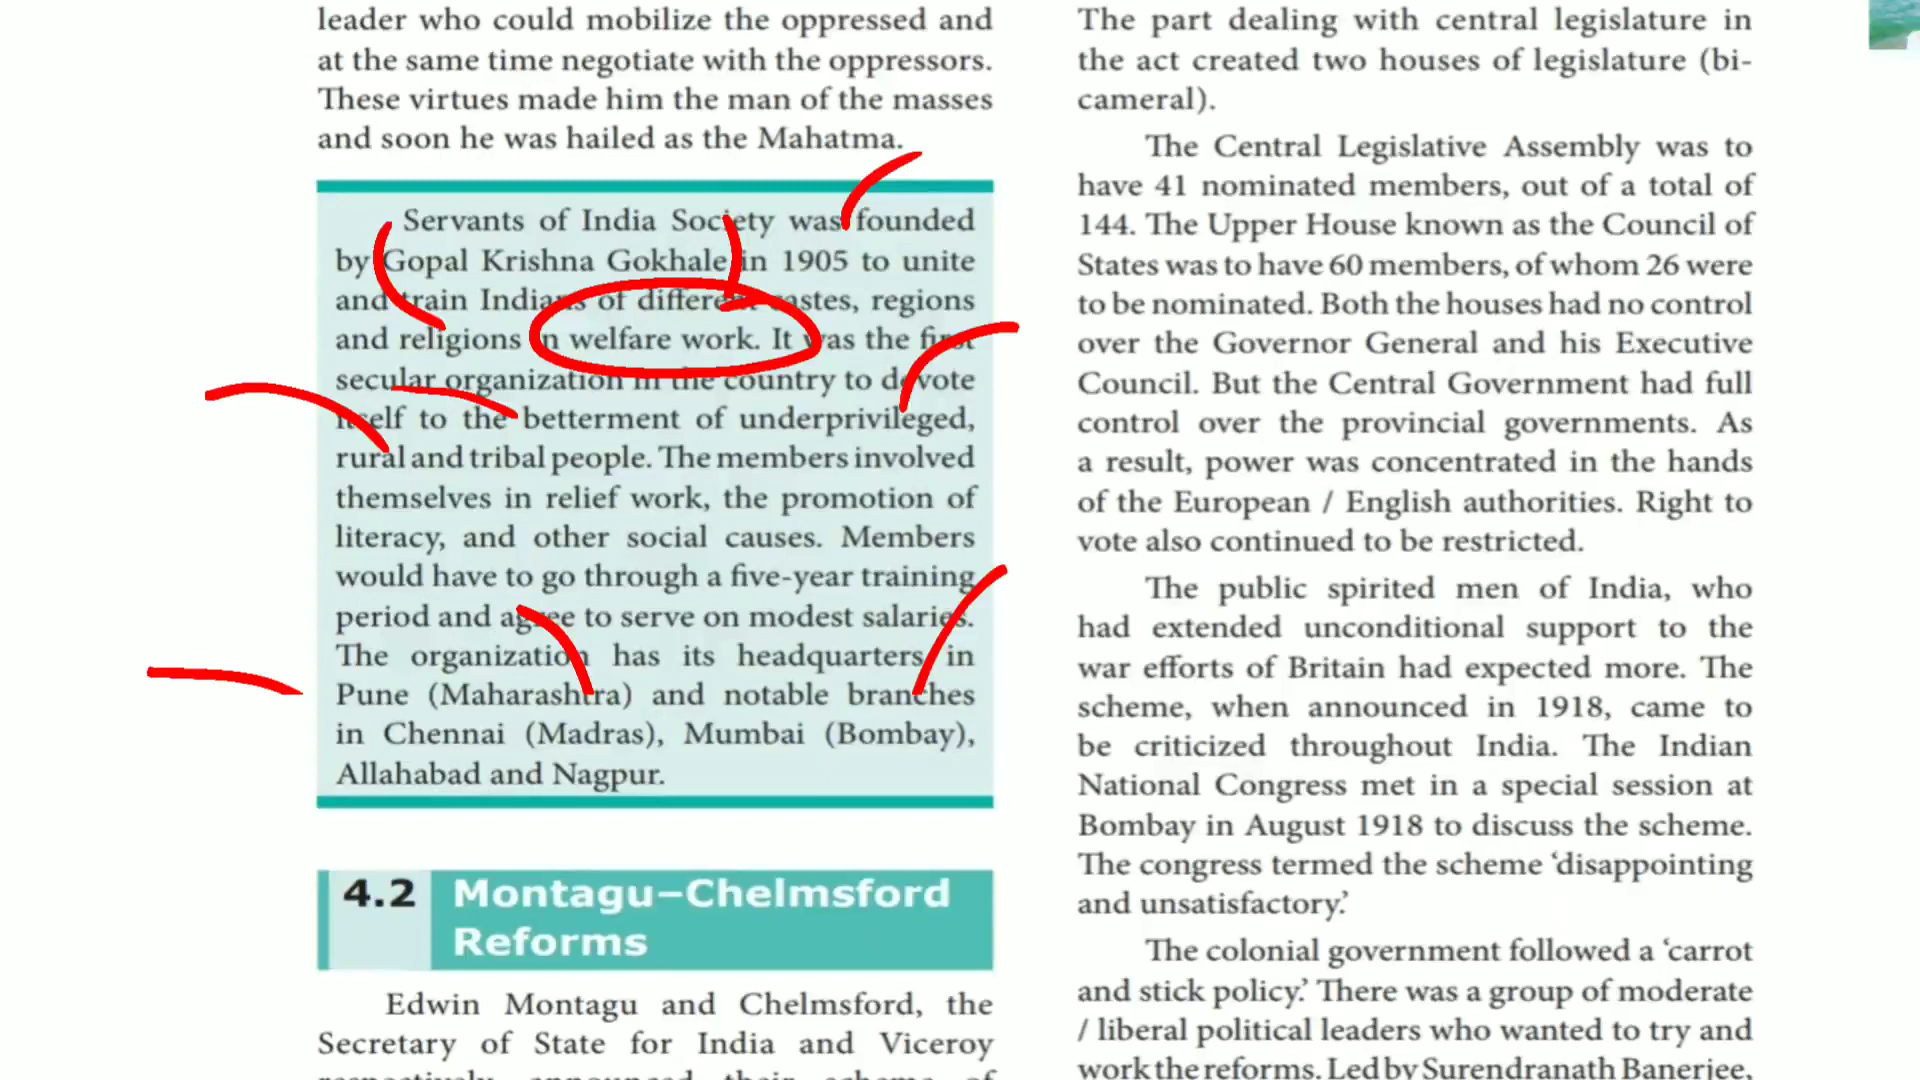 leader who could mobilize the oppressed and
at the same time negotiate with the oppressors.
These virtues made him the man of the masses
and soon he was hailed as the Mahatma.
Servants of India Society was founded
by Gopal Krishna Gokhale in 1905 to unite
and train Indians of different castes, regions
and religions in welfare work. It was the first
secular organization in the country to devote
itself to the betterment of underprivileged,
rural and tribal people. The members involved
themselves in relief work, the promotion of
literacy, and other social causes. Members
would have to go through a five-year training
period and agree to serve on modest salaries.
The organization has its headquarters in
Pune (Maharashtra) and notable branches
in Chennai (Madras), Mumbai (Bombay),
Allahabad and Nagpur.
4.2 Montagu–Chelmsford
Reforms
Edwin Montagu and Chelmsford, the
Secretary of State for India and Viceroy
respectively, announced their scheme of
The part dealing with central legislature in
the act created two houses of legislature (bi-
cameral).
The Central Legislative Assembly was to
have 41 nominated members, out of a total of
144. The Upper House known as the Council of
States was to have 60 members, of whom 26 were
to be nominated. Both the houses had no control
over the Governor General and his Executive
Council. But the Central Government had full
control over the provincial governments. As
a result, power was concentrated in the hands
of the European / English authorities. Right to
vote also continued to be restricted.
The public spirited men of India, who
had extended unconditional support to the
war efforts of Britain had expected more. The
scheme, when announced in 1918, came to
be criticized throughout India. The Indian
National Congress met in a special session at
Bombay in August 1918 to discuss the scheme.
The congress termed the scheme ‘disappointing
and unsatisfactory.’
The colonial government followed a ‘carrot
and stick policy.’ There was a group of moderate
/ liberal political leaders who wanted to try and
work the reforms. Led by Surendranath Banerjee,